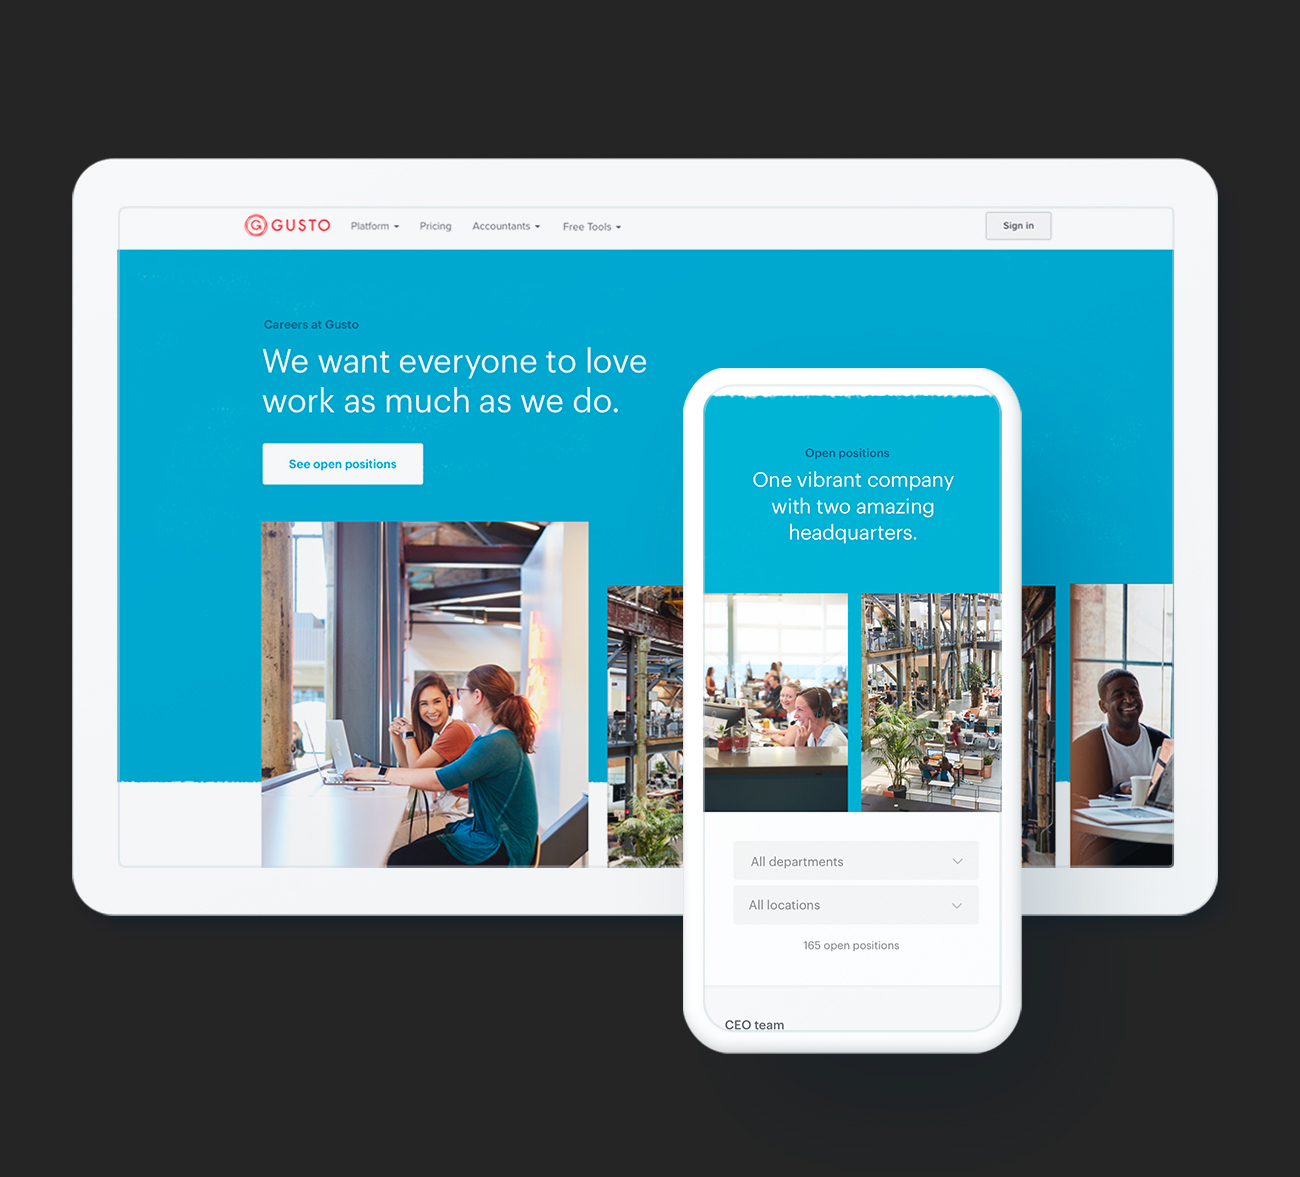 GUSTO
Platform
Pricing
Accountants
Free Tools
Sign in
Careers at Gusto
We want everyone to love
work as much as we do.
See open positions
Open positions
One vibrant company
with two amazing
headquarters.
All departments
All locations
165 open positions
CEO team